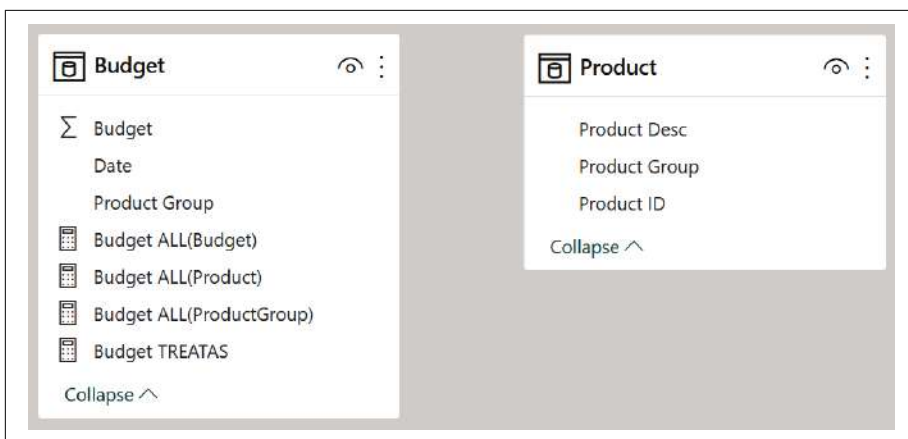 Budget
Budget
Date
Product Group
Budget ALL(Budget)
Budget ALL(Product)
Budget ALL(ProductGroup)
Budget TREATAS
Collapse
Product
Product Desc
Product Group
Product ID
Collapse